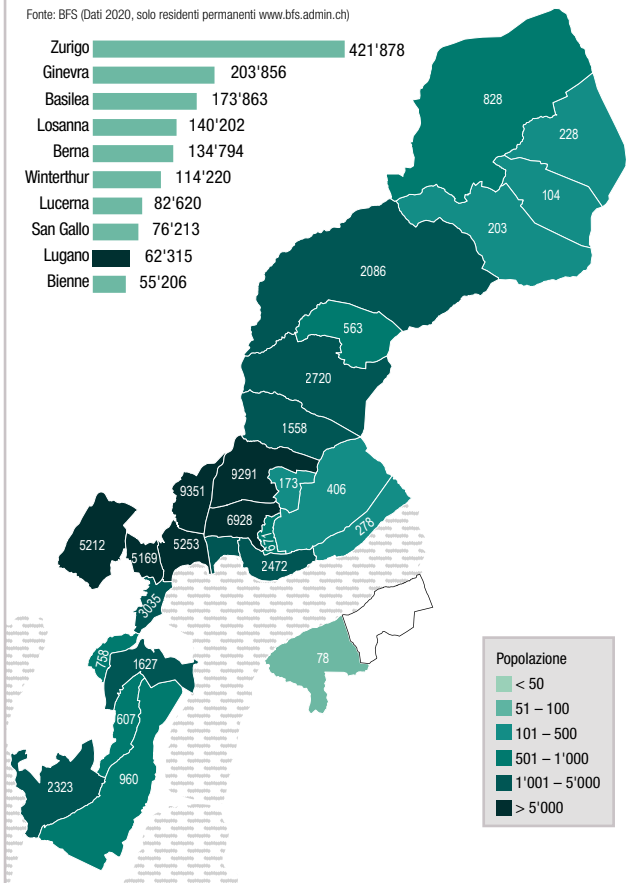 Fonte: BFS (Dati 2020, solo residenti permanenti www.bfs.admin.ch)
Zurigo 421'878
Ginevra 203'856
Basilea 173'863
Losanna 140'202
Berna 134'794
Winterthur 114'220
Lucerna 82'620
San Gallo 76'213
Lugano 62'315
Bienne 55'206
828
228
104
203
2086
563
2720
1558
9291
173
406
9351
6928
278
5212
5169
5253
2472
3035
758
1627
78
607
960
2323
Popolazione
< 50
51 – 100
101 – 500
501 – 1'000
1'001 – 5'000
> 5'000